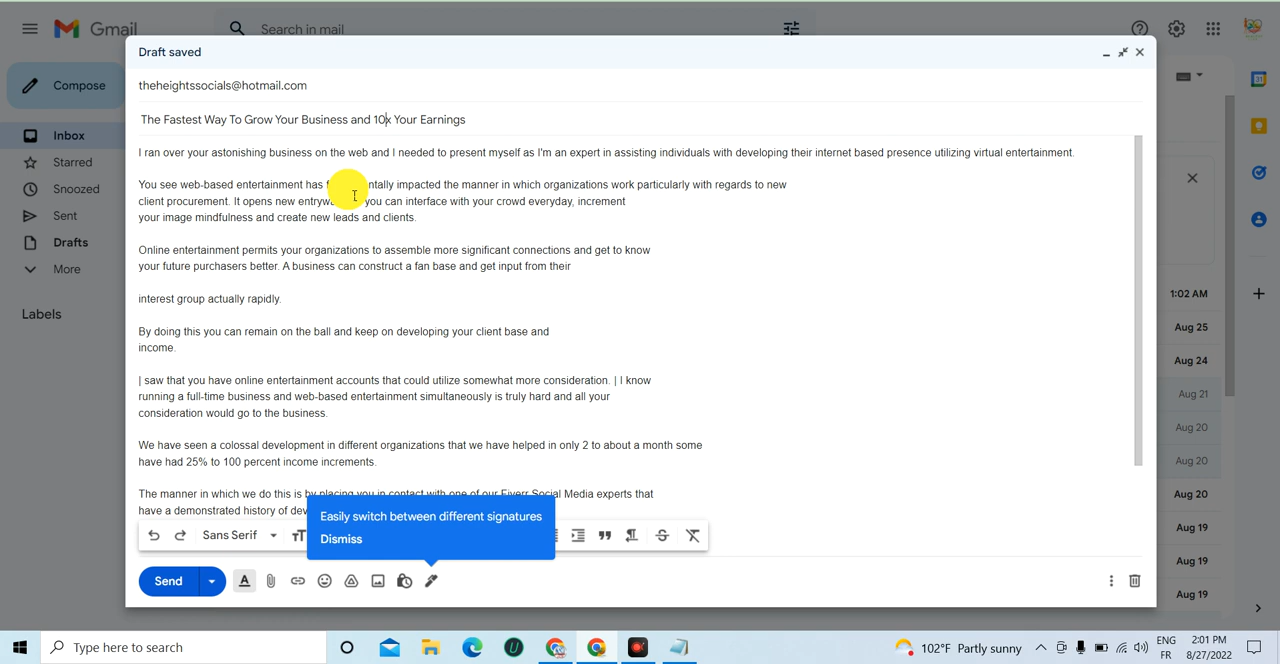 Gmail
Search in mail
Compose
Inbox
Starred
Snoozed
Sent
Drafts
More
Labels
Draft saved
theheightssocials@hotmail.com
The Fastest Way To Grow Your Business and 10x Your Earnings
I ran over your astonishing business on the web and I needed to present myself as I'm an expert in assisting individuals with developing their internet based presence utilizing virtual entertainment.
You see web-based entertainment has f ntally impacted the manner in which organizations work particularly with regards to new
client procurement. It opens new entryw you can interface with your crowd everyday, increment
your image mindfulness and create new leads and clients.
Online entertainment permits your organizations to assemble more significant connections and get to know
your future purchasers better. A business can construct a fan base and get input from their
interest group actually rapidly.
By doing this you can remain on the ball and keep on developing your client base and
income.
| saw that you have online entertainment accounts that could utilize somewhat more consideration. | I know
running a full-time business and web-based entertainment simultaneously is truly hard and all your
consideration would go to the business.
We have seen a colossal development in different organizations that we have helped in only 2 to about a month some
have had 25% to 100 percent income increments.
The manner in which we do this is by placing you in contact with one of our Fiverr Social Media experts that
have a demonstrated history of dev
Easily switch between different signatures
Dismiss
Sans Serif
Send
1:02 AM
Aug 25
Aug 24
Aug 21
Aug 20
Aug 20
Aug 20
Aug 19
Aug 19
Aug 19
Type here to search
102°F Partly sunny
ENG
FR
2:01 PM
8/27/2022